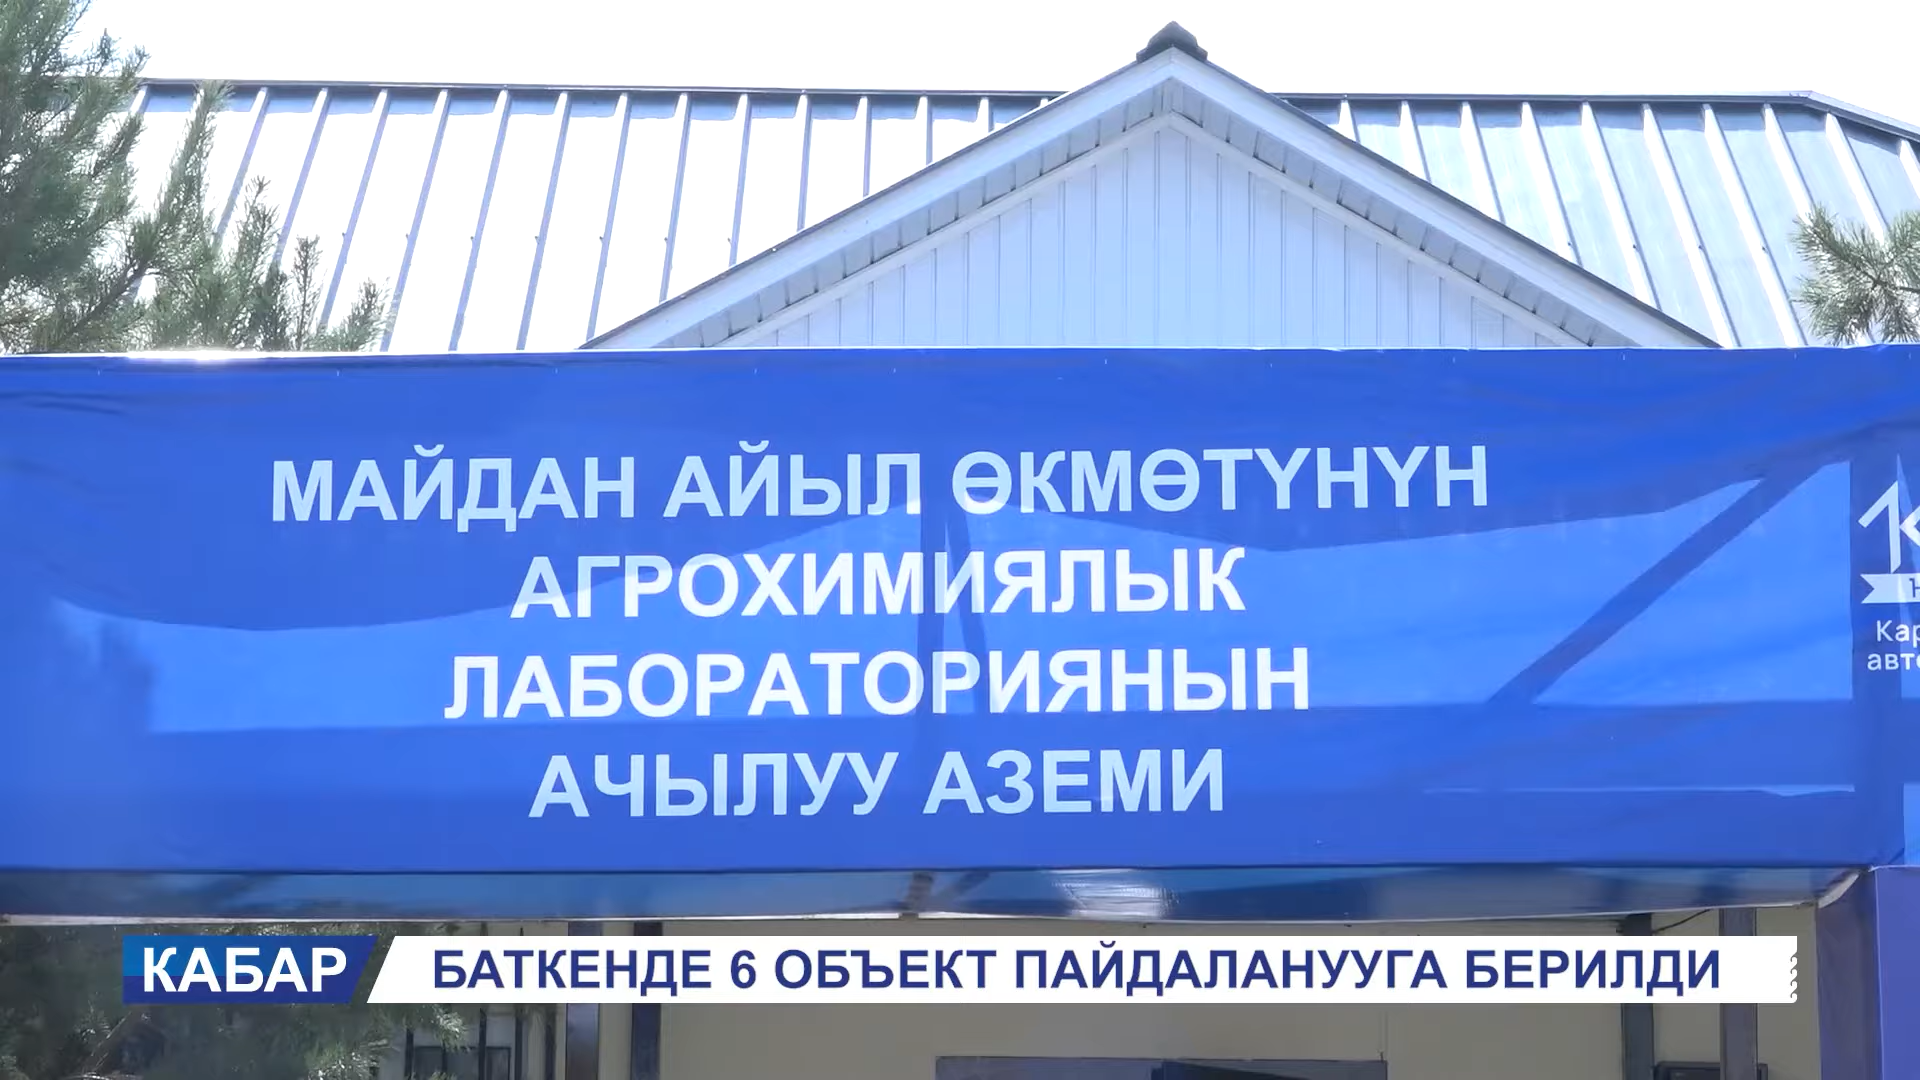 МАЙДАН АЙЫЛ ӨКМӨТҮНҮН
АГРОХИМИЯЛЫК
ЛАБОРАТОРИЯНЫН
АЧЫЛУУ АЗЕМИ
КАБАР
БАТКЕНДЕ 6 ОБЪЕКТ ПАЙДАЛАНУУГА БЕРИЛДИ